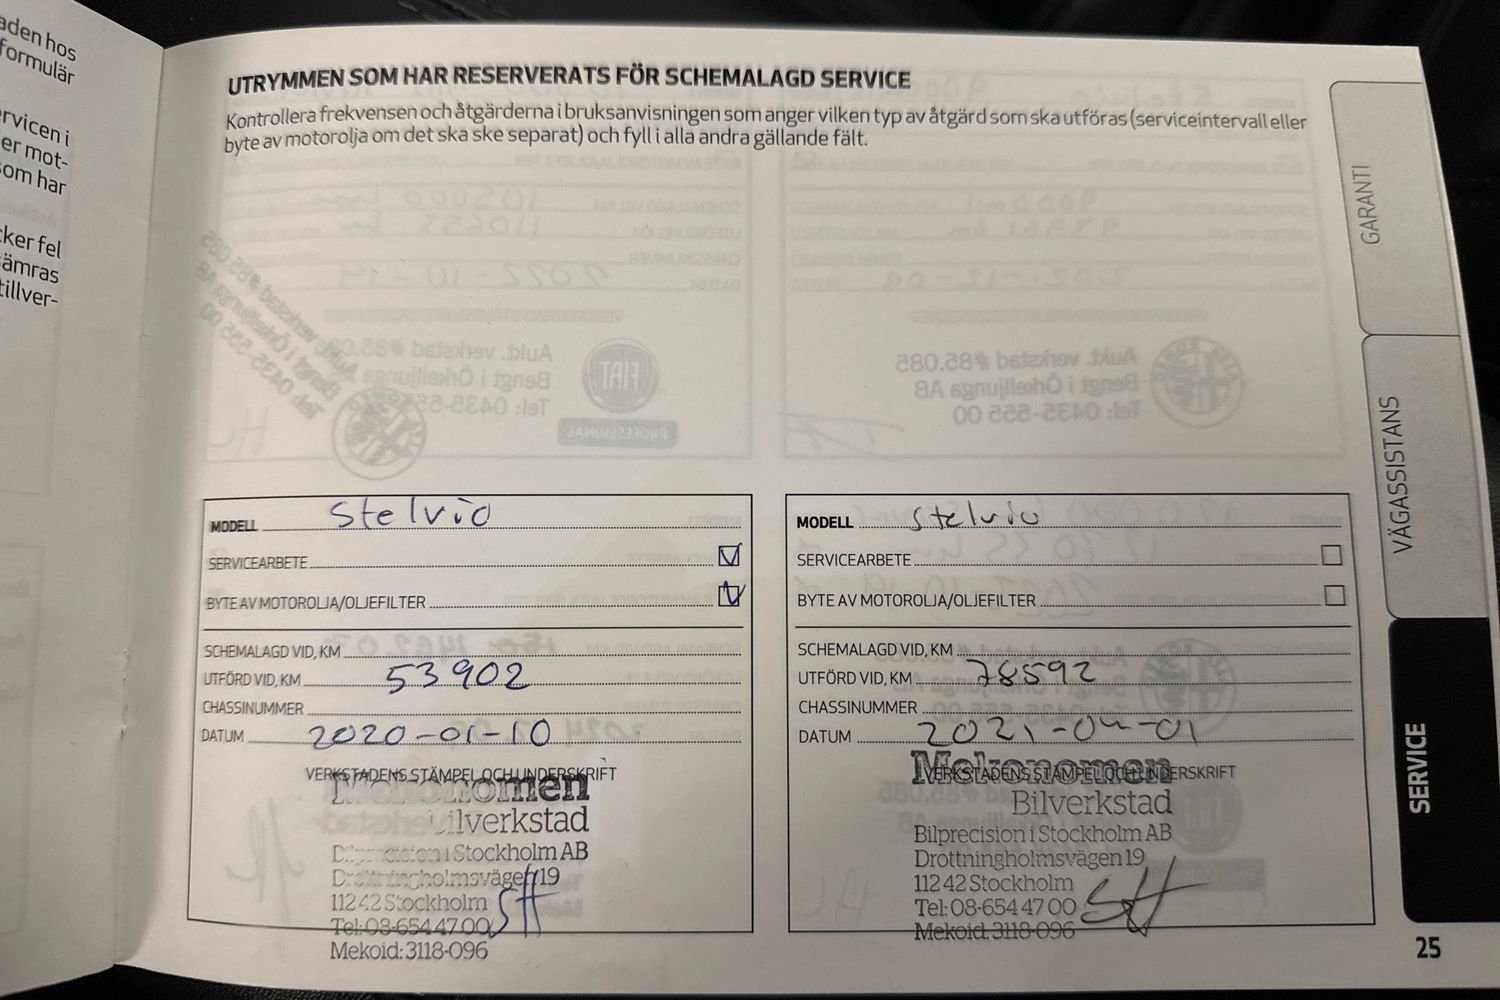 aden hos
formulär
rvicen i
er mot-
om har
cker fel
ämras
tillver-
UTRYMMEN SOM HAR RESERVERATS FÖR SCHEMALAGD SERVICE
Kontrollera frekvensen och åtgärderna i bruksanvisningen som anger vilken typ av åtgärd som ska utföras (serviceintervall eller
byte av motorolja om det ska ske separat) och fyll i alla andra gällande fält.
MODELL Stelvio
SERVICEARBETE
BYTE AV MOTOROLJA/OLJEFILTER
SCHEMALAGD VID, KM
UTFÖRD VID, KM 53902
CHASSINUMMER
DATUM 2020-01-10
VERKSTADENS STÄMPEL OCH UNDERSKRIFT
Mekonomen
Bilverkstad
Bilprecision i Stockholm AB
Drottningholmsvägen 19
112 42 Stockholm
Tel: 08-654 47 00
Mekoid: 3118-096
MODELL Stelvio
SERVICEARBETE
BYTE AV MOTOROLJA/OLJEFILTER
SCHEMALAGD VID, KM
UTFÖRD VID, KM 78592
CHASSINUMMER
DATUM 2021-04-01
VERKSTADENS STÄMPEL OCH UNDERSKRIFT
Mekonomen
Bilverkstad
Bilprecision i Stockholm AB
Drottningholmsvägen 19
112 42 Stockholm
Tel: 08-654 47 00
Mekoid: 3118-096
GARANTI
VÄGASSISTANS
SERVICE
25